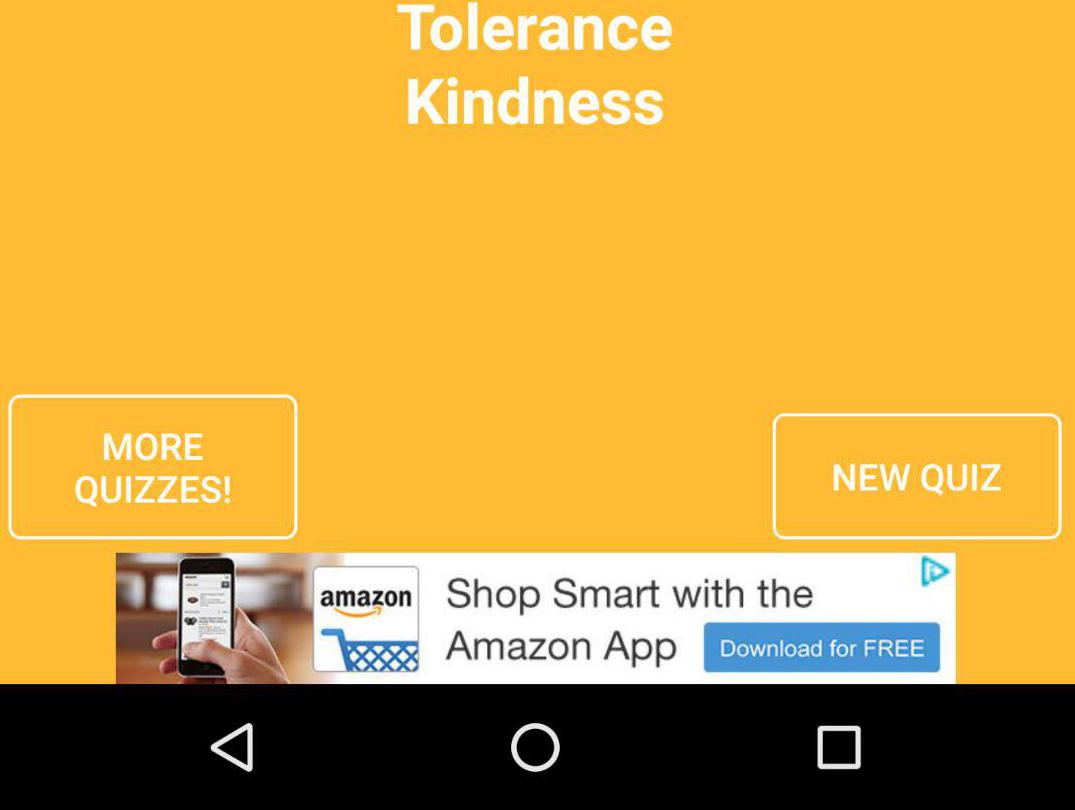 Tolerance
Kindness
MORE
QUIZZES!
NEW QUIZ
amazon
Shop Smart with the
Amazon App
Download for FREE